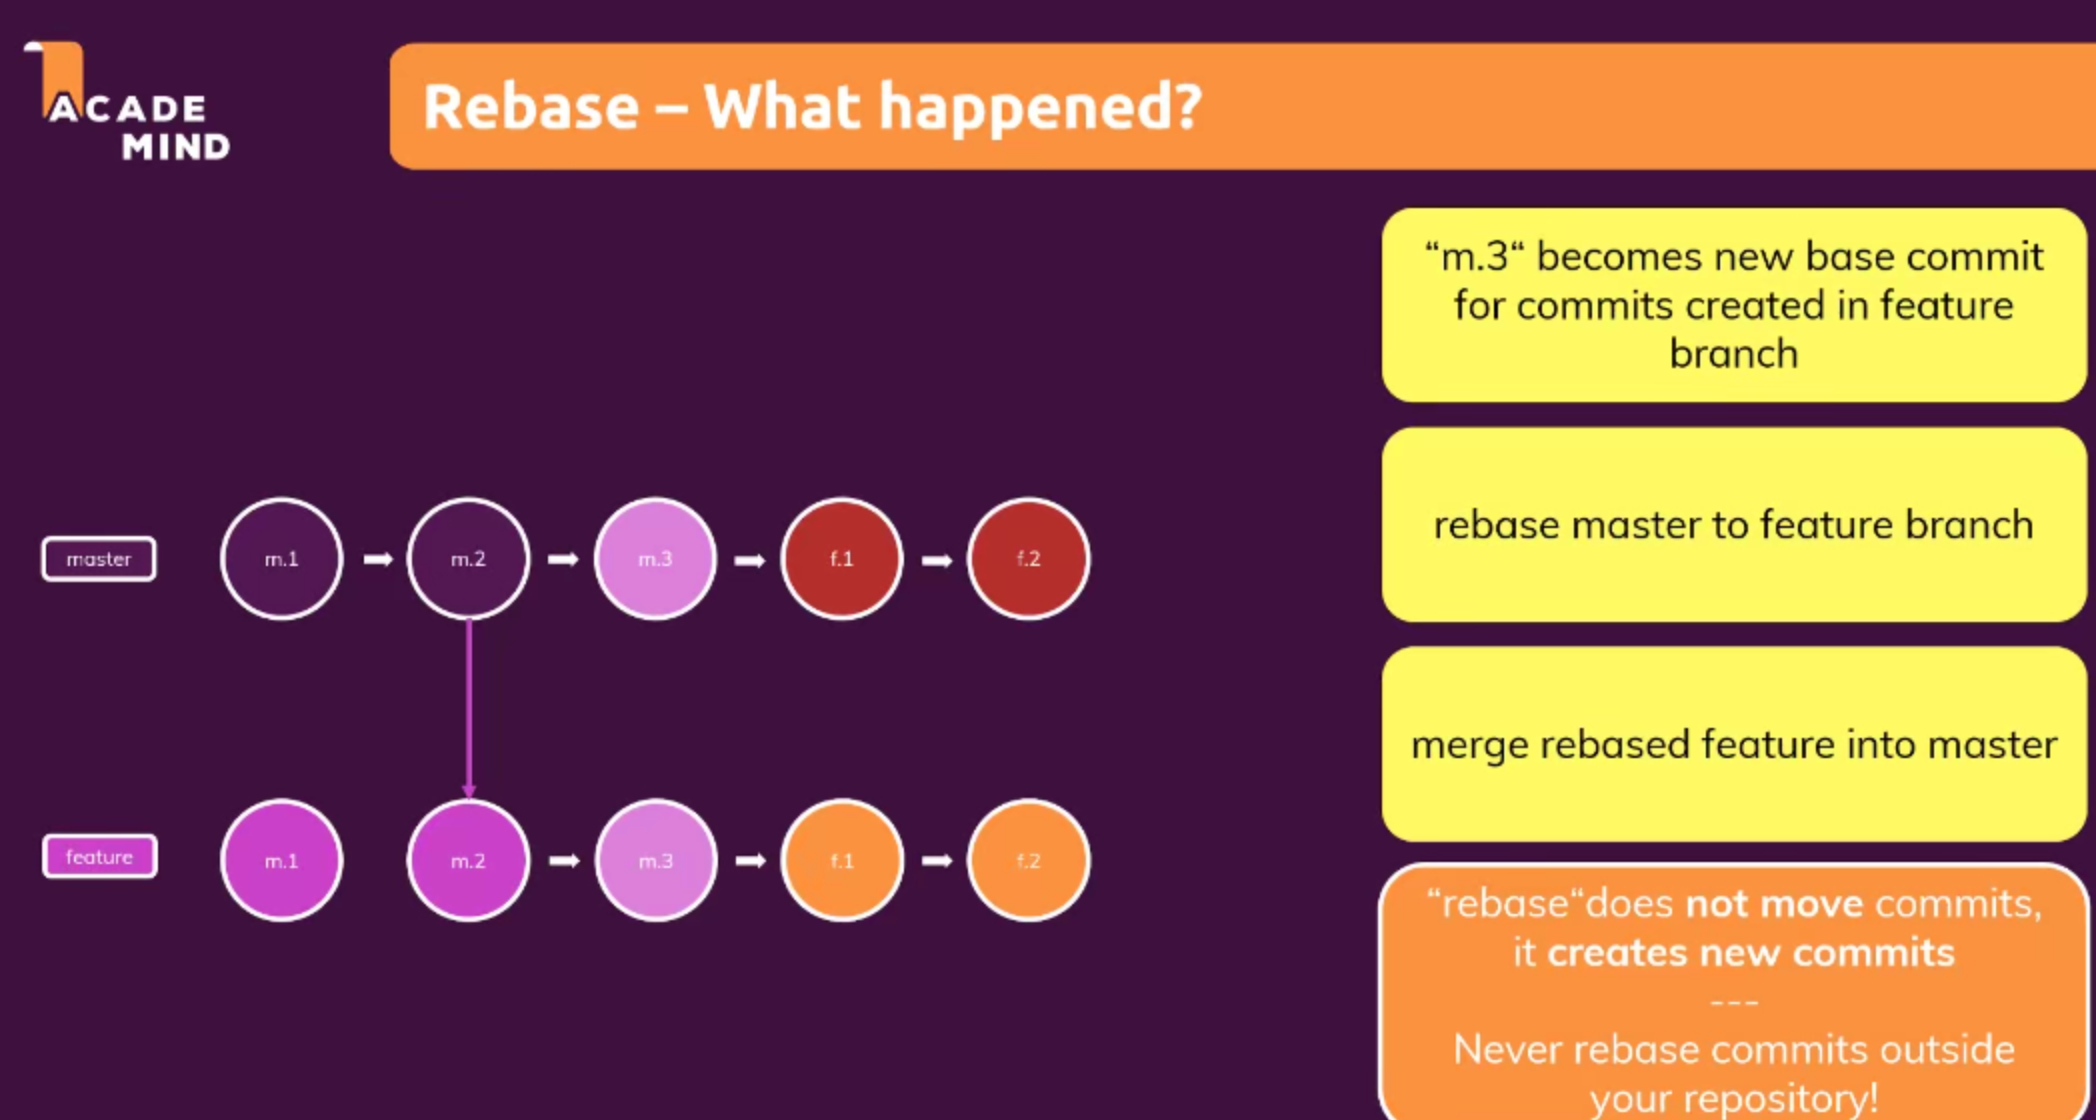 ACADE
MIND
Rebase – What happened?
“m.3“ becomes new base commit
for commits created in feature
branch
rebase master to feature branch
merge rebased feature into master
“rebase“does not move commits,
it creates new commits
---
Never rebase commits outside
your repository!
master
m.1
m.2
m.3
f.1
f.2
feature
m.1
m.2
m.3
f.1
f.2